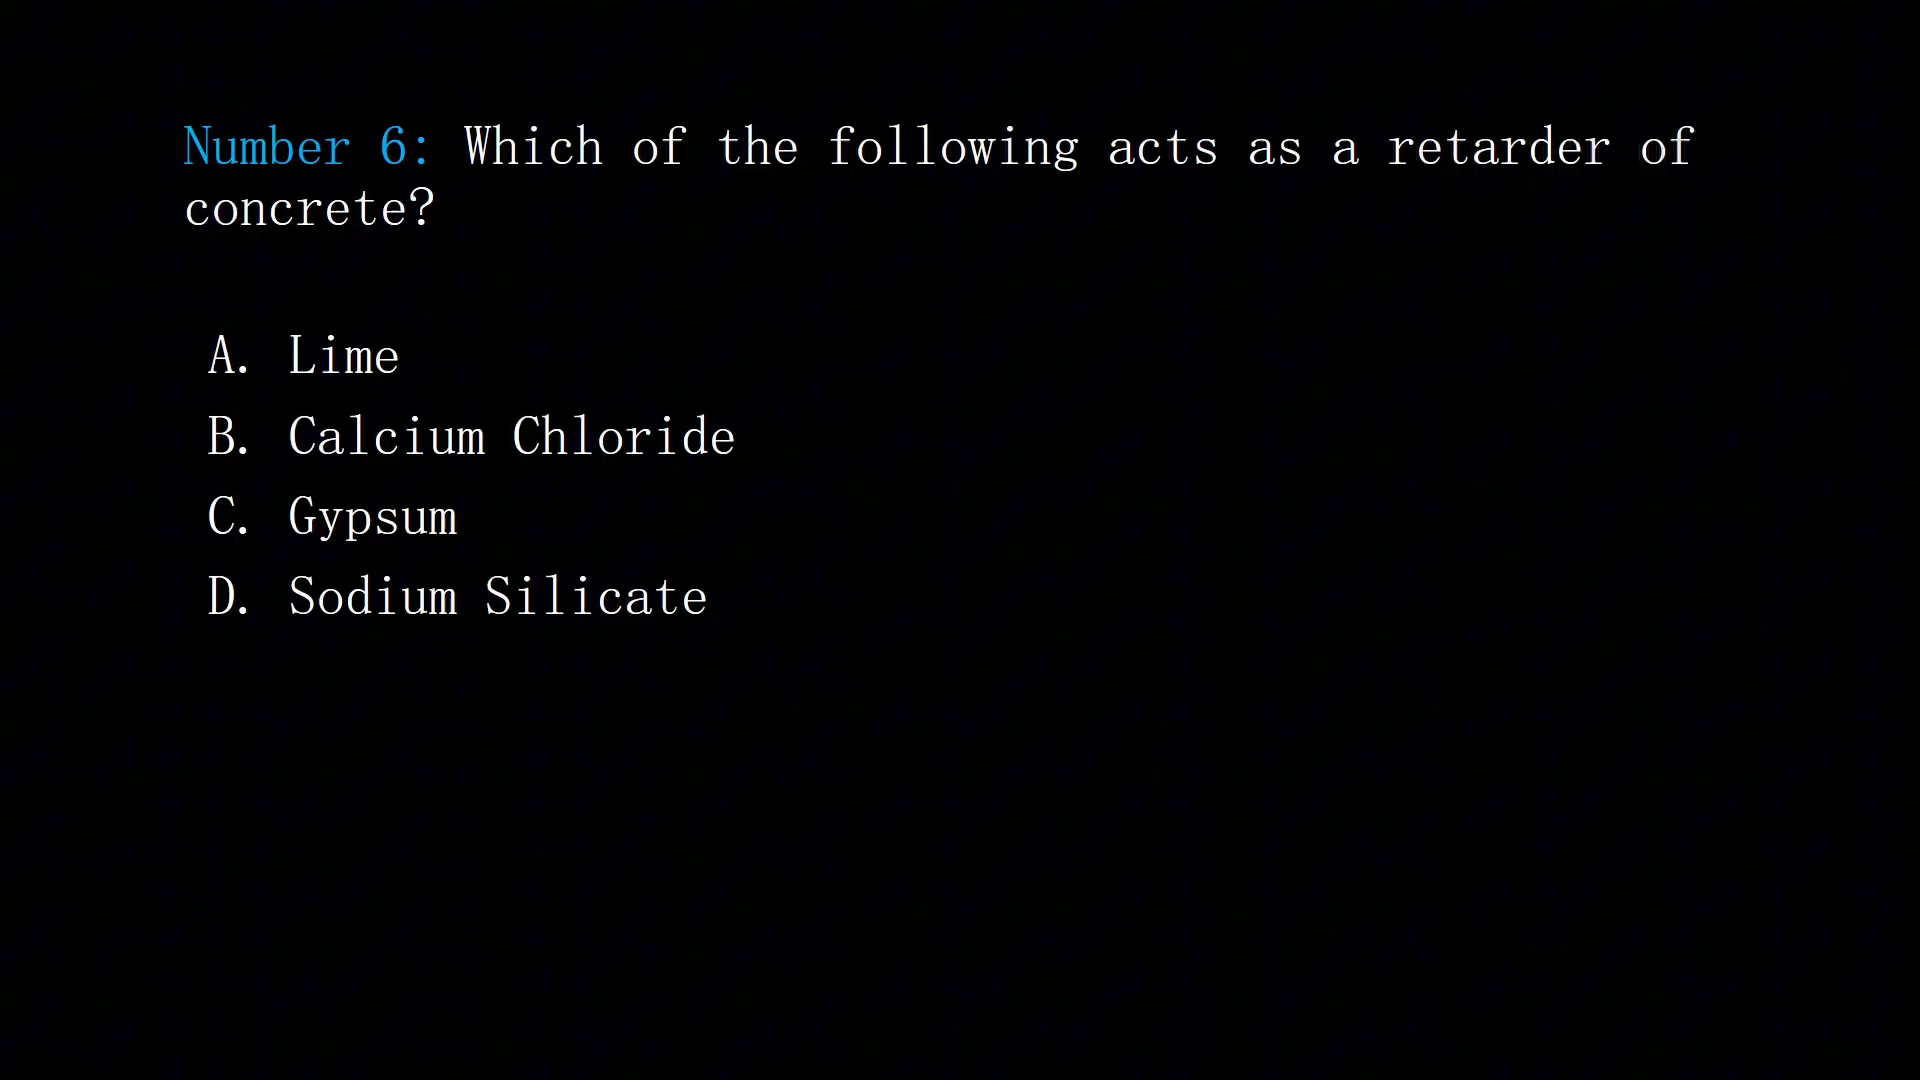 Number 6: Which of the following acts as a retarder of
concrete?
A. Lime
B. Calcium Chloride
C. Gypsum
D. Sodium Silicate